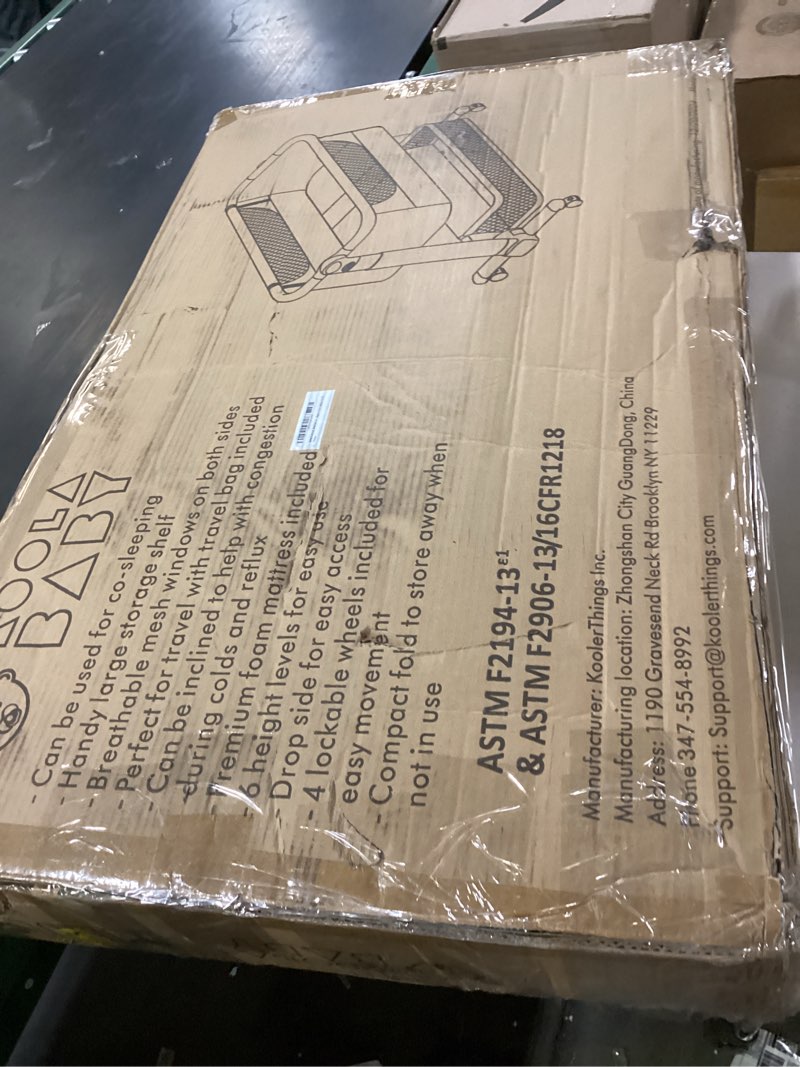 KOOLA
BABY
- Can be used for co-sleeping
- Handy large storage shelf
- Breathable mesh windows on both sides
- Perfect for travel with travel bag included
- Can be inclined to help with congestion
during colds and reflux
- Premium foam mattress included
- 6 height levels for easy use
- Drop side for easy access
- 4 lockable wheels included for
easy movement
- Compact fold to store away when
not in use
ASTM F2194-13ε1
& ASTM F2906-13/16CFR1218
Manufacturer: KoolerThings Inc.
Manufacturing location: Zhongshan City GuangDong, China
Address: 1190 Gravesend Neck Rd Brooklyn NY 11229
Phone 347-554-8992
Support: Support@koolerthings.com